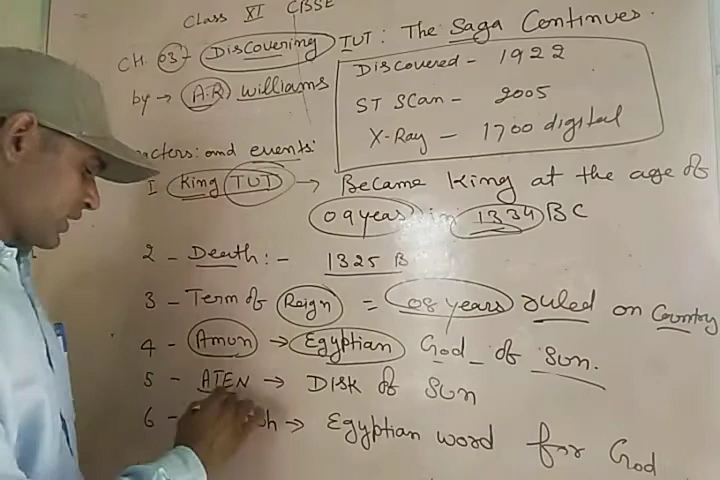 Class XI CBSE
CH. 03 - Discovering TUT: The Saga Continues.
by → A.R. Williams
Discovered - 1922
ST SCan - 2005
X-Ray - 1700 digital
and events:
I King TUT → Became King at the age of
09 years in 1334 BC
2 - Death :- 1325 B
3 - Term of Reign = 08 years ruled on Country
4 - Amun → Egyptian God of Sun.
5 - ATEN → DISK of Sun
6 - → Egyptian word for God